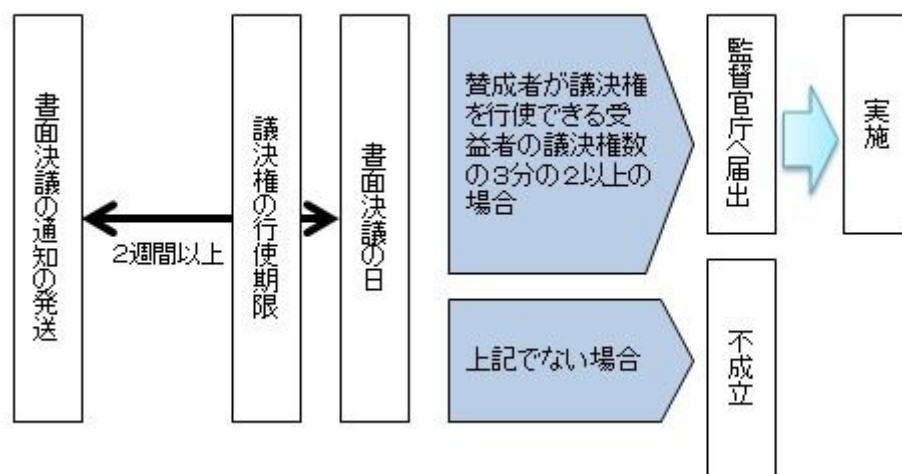 書面決議の通知の発送
2週間以上
議決権の行使期限
書面決議の日
賛成者が議決権
を行使できる受
益者の議決権数
の3分の2以上の
場合
監督官庁へ届出
実施
上記でない場合
不成立